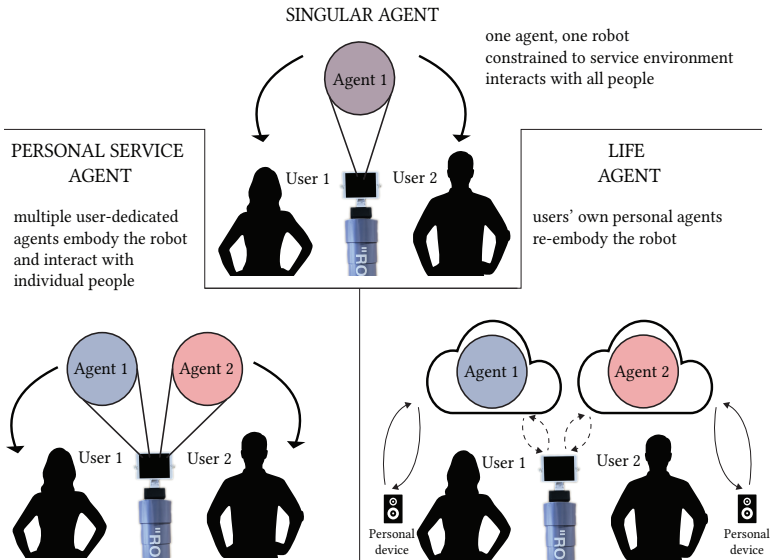 SINGULAR AGENT
one agent, one robot
constrained to service environment
interacts with all people
Agent 1
User 1
User 2
"RO
PERSONAL SERVICE
AGENT
multiple user-dedicated
agents embody the robot
and interact with
individual people
LIFE
AGENT
users' own personal agents
re-embody the robot
Agent 1
Agent 2
User 1
User 2
"RO
Agent 1
Agent 2
User 1
User 2
"RO
Personal
device
Personal
device